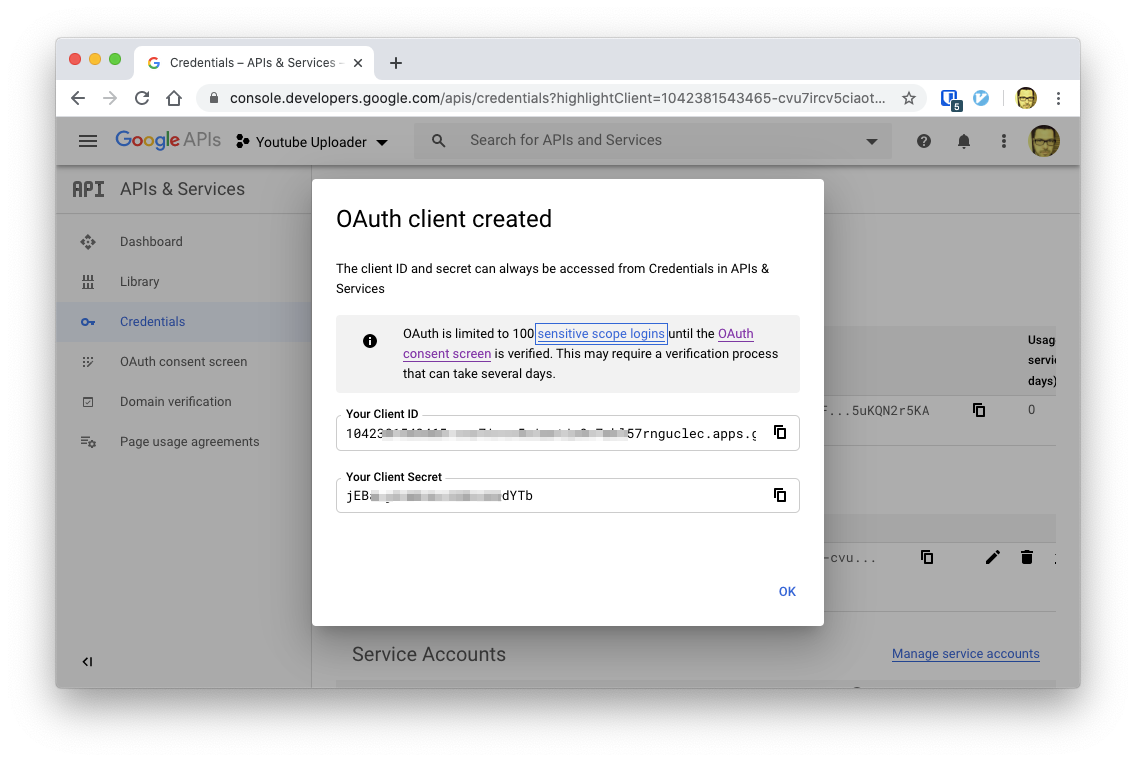 Credentials – APIs & Services –
console.developers.google.com/apis/credentials?highlightClient=1042381543465-cvu7ircv5ciaot...
5
Google APIs
Youtube Uploader
Search for APIs and Services
API APIs & Services
Dashboard
Library
Credentials
OAuth consent screen
Domain verification
Page usage agreements
OAuth client created
The client ID and secret can always be accessed from Credentials in APIs &
Services
OAuth is limited to 100 sensitive scope logins until the OAuth
consent screen is verified. This may require a verification process
that can take several days.
Your Client ID
1042 57rnguclec.apps.g
Your Client Secret
jEB dYTb
OK
Usag
servic
days)
F...5uKQN2r5KA
0
-cvu...
Service Accounts
Manage service accounts